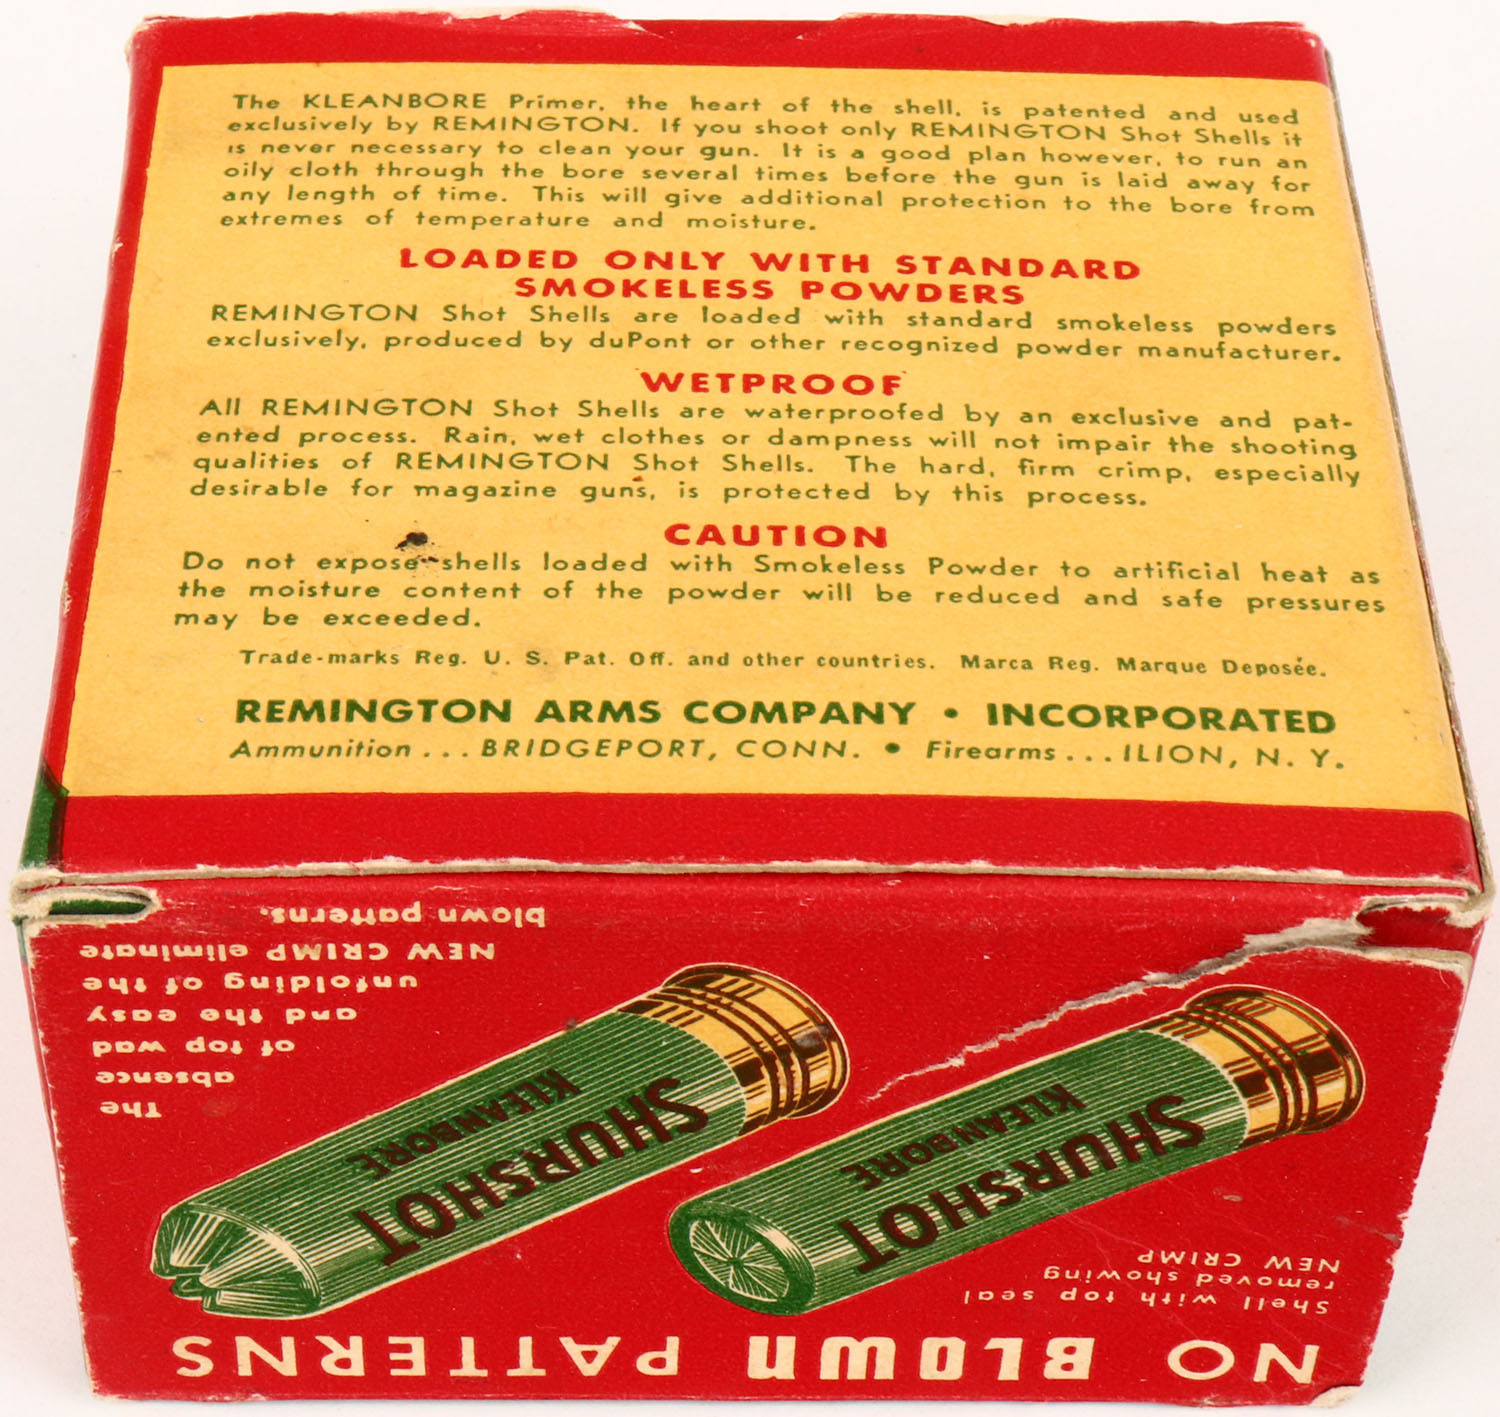 The KLEANBORE Primer, the heart of the shell, is patented and used
exclusively by REMINGTON. If you shoot only REMINGTON Shot Shells it
is never necessary to clean your gun. It is a good plan however, to run an
oily cloth through the bore several times before the gun is laid away for
any length of time. This will give additional protection to the bore from
extremes of temperature and moisture.
LOADED ONLY WITH STANDARD
SMOKELESS POWDERS
REMINGTON Shot Shells are loaded with standard smokeless powders
exclusively, produced by duPont or other recognized powder manufacturer.
WETPROOF
All REMINGTON Shot Shells are waterproofed by an exclusive and pat-
ented process. Rain, wet clothes or dampness will not impair the shooting
qualities of REMINGTON Shot Shells. The hard, firm crimp, especially
desirable for magazine guns, is protected by this process.
CAUTION
Do not expose shells loaded with Smokeless Powder to artificial heat as
the moisture content of the powder will be reduced and safe pressures
may be exceeded.
Trade-marks Reg. U. S. Pat. Off. and other countries. Marca Reg. Marque Deposée.
REMINGTON ARMS COMPANY • INCORPORATED
Ammunition . . . BRIDGEPORT, CONN. • Firearms . . . ILION, N. Y.
NO BLOWN PATTERNS
Shell with top seal
removed showing
NEW CRIMP
SHURSHOT
KLEANBORE
SHURSHOT
KLEANBORE
The
absence
of top wad
and the easy
unfolding of the
NEW CRIMP eliminate
blown patterns.